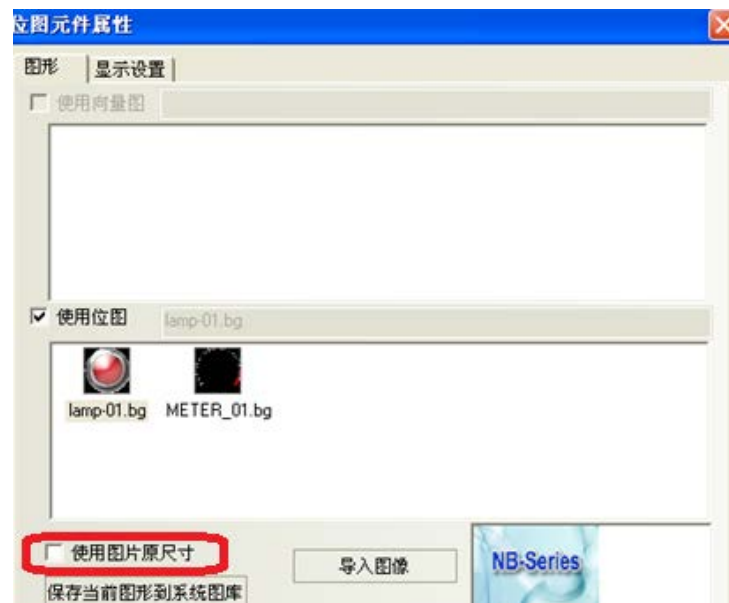 位图元件属性
图形 显示设置
使用向量图
使用位图 lamp-01.bg
lamp-01.bg METER_01.bg
使用图片原尺寸
导入图像 NB-Series
保存当前图形到系统图库